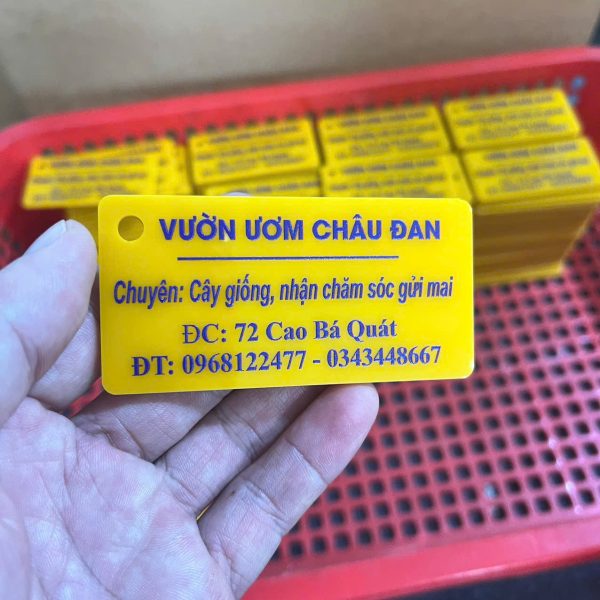 VƯỜN ƯƠM CHÂU ĐAN
Chuyên: Cây giống, nhận chăm sóc gửi mai
ĐC: 72 Cao Bá Quát
ĐT: 0968122477 - 0343448667